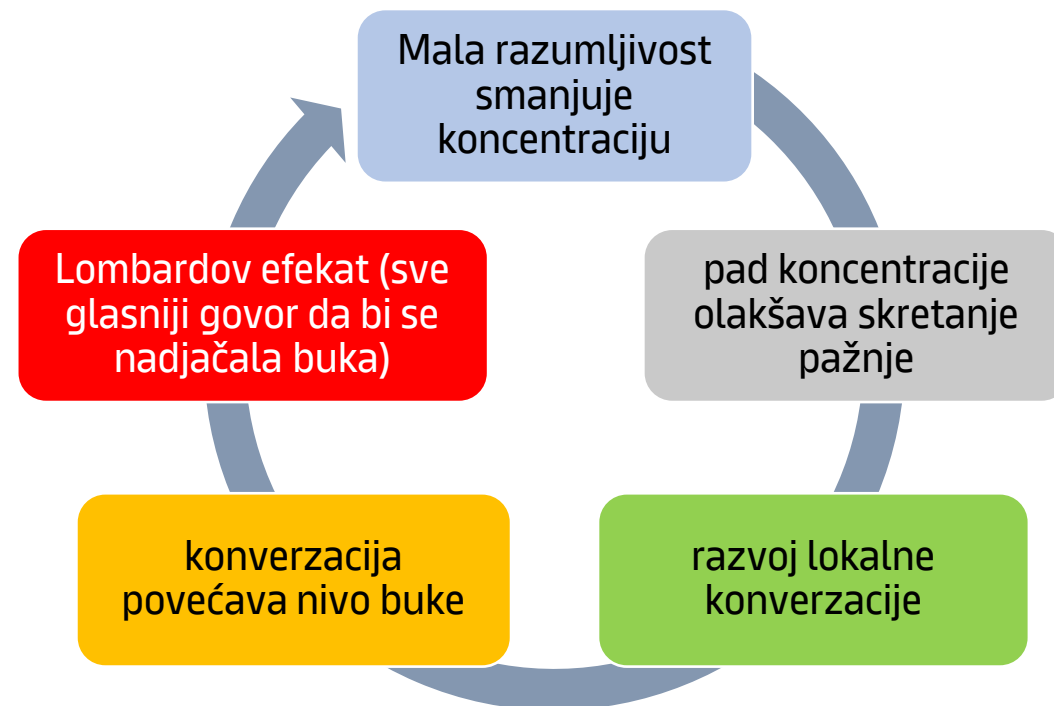 Mala razumljivost
smanjuje
koncentraciju
pad koncentracije
olakšava skretanje
pažnje
razvoj lokalne
konverzacije
konverzacija
povećava nivo buke
Lombardov efekat (sve
glasniji govor da bi se
nadjačala buka)